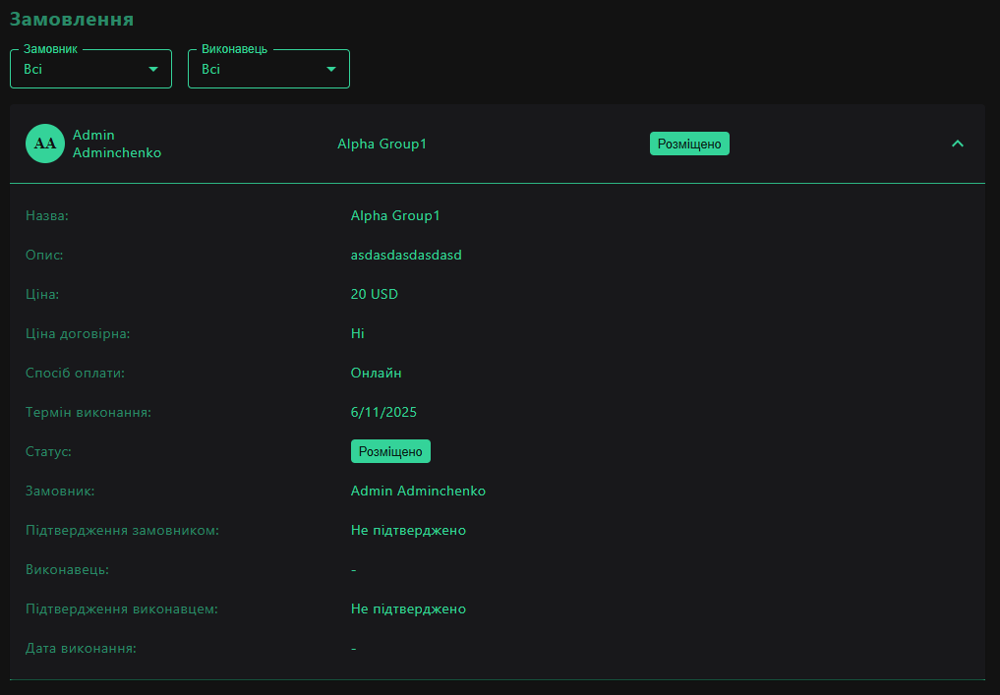 Замовлення
Замовник
Всі
Виконавець
Всі
AA
Admin
Adminchenko
Alpha Group1
Розміщено
Назва:
Alpha Group1
Опис:
asdasdasdasdasd
Ціна:
20 USD
Ціна договірна:
Ні
Спосіб оплати:
Онлайн
Термін виконання:
6/11/2025
Статус:
Розміщено
Замовник:
Admin Adminchenko
Підтвердження замовником:
Не підтверджено
Виконавець:
-
Підтвердження виконавцем:
Не підтверджено
Дата виконання:
-